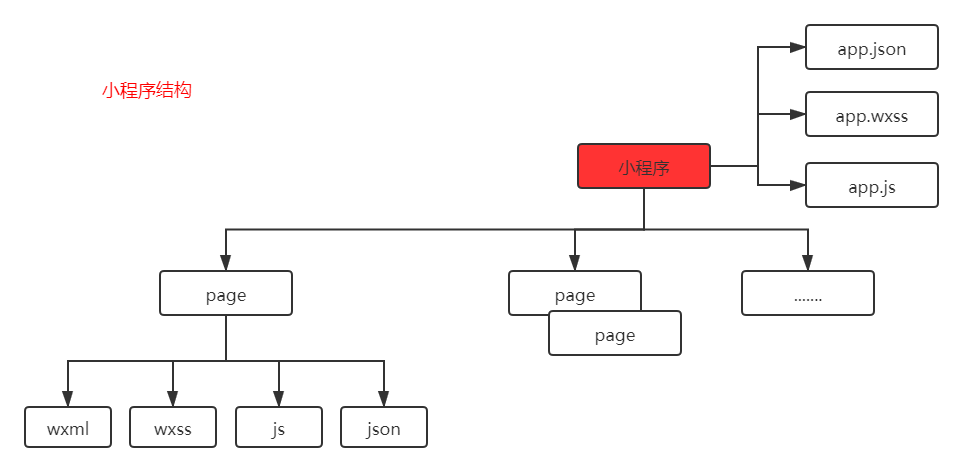 app.json
小程序结构
app.wxss
小程序
app.js
page
page
.......
page
wxml
wxss
js
json